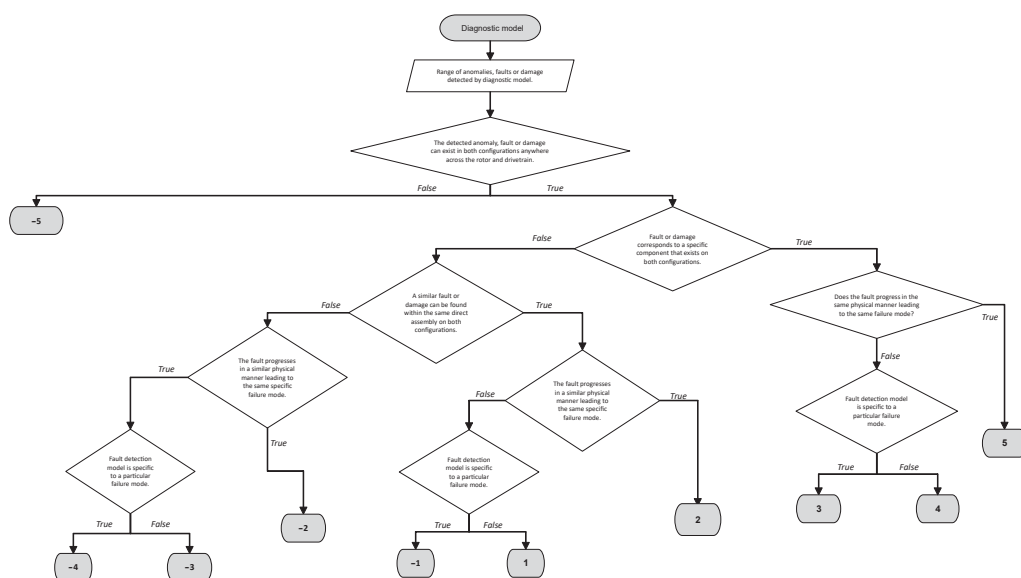 Diagnostic model
Range of anomalies, faults or damage
detected by diagnostic model.
The detected anomaly, fault or damage
can exist in both configurations anywhere
across the rotor and drivetrain.
False
True
−5
Fault or damage
corresponds to a specific
component that exists on
both configurations.
False
True
A similar fault or
damage can be found
within the same direct
assembly on both
configurations.
False
True
Does the fault progress in the
same physical manner leading
to the same failure mode?
True
False
The fault progresses
in a similar physical
manner leading to
the same specific
failure mode.
True
True
The fault progresses
in a similar physical
manner leading to
the same specific
failure mode.
False
True
Fault detection model
is specific to a
particular failure
mode.
True
False
5
3
4
Fault detection
model is specific
to a particular
failure mode.
True
False
−2
Fault detection
model is specific
to a particular
failure mode.
True
False
2
−4
−3
−1
1